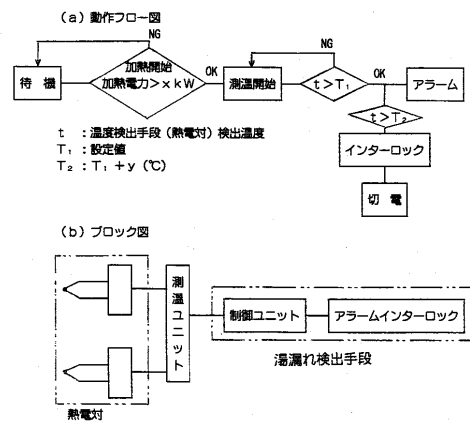 (a) 動作フロー図
NG
待 機
加熱開始
加熱電力>xkW
OK
測温開始
NG
t>T₁
OK
アラーム
t>T₂
インターロック
切 電
t :温度検出手段(熱電対)検出温度
T₁:設定値
T₂:T₁+y(℃)
(b) ブロック図
測温ユニット
制御ユニット
アラームインターロック
湯漏れ検出手段
熱電対